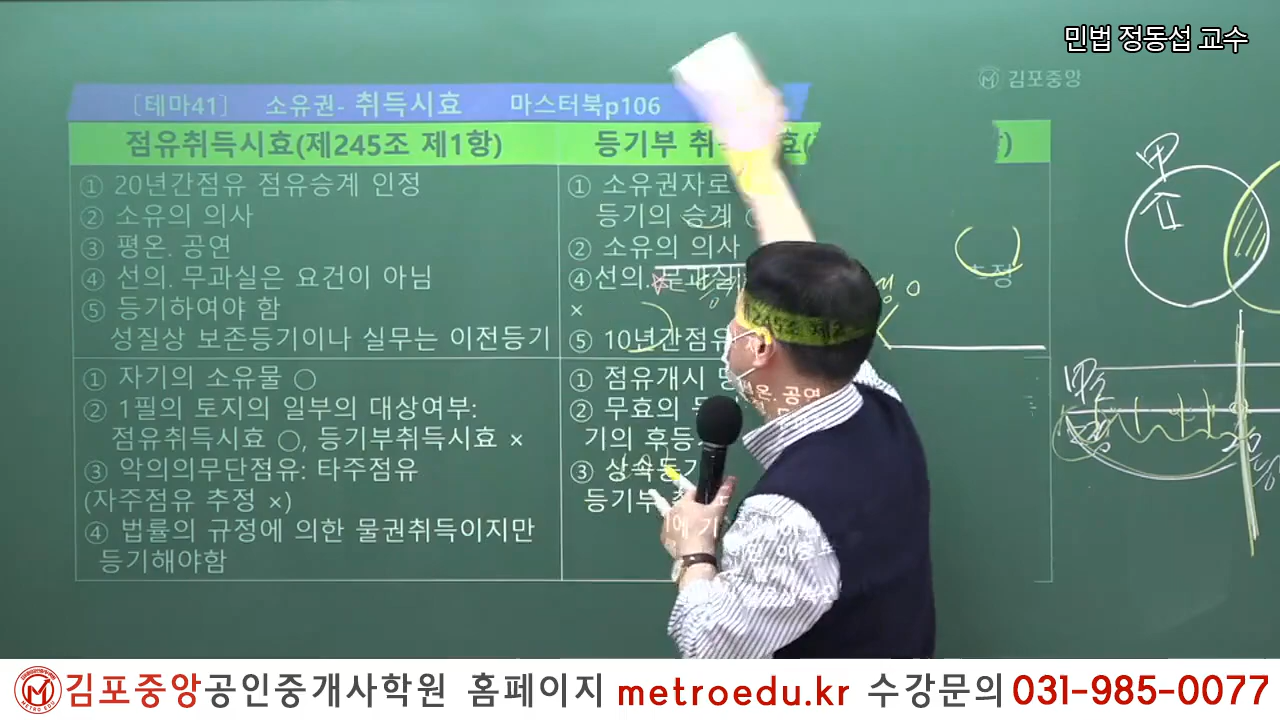 민법 정동섭 교수
김포중앙
[테마41] 소유권- 취득시효 마스터북p106
점유취득시효(제245조 제1항)
① 20년간점유 점유승계 인정
② 소유의 의사
③ 평온. 공연
④ 선의. 무과실은 요건이 아님
⑤ 등기하여야 함
성질상 보존등기이나 실무는 이전등기
① 자기의 소유물 ○
② 1필의 토지의 일부의 대상여부:
점유취득시효 ○, 등기부취득시효 ×
③ 악의의무단점유: 타주점유
(자주점유 추정 ×)
④ 법률의 규정에 의한 물권취득이지만
등기해야함
등기부
① 소유권자로
등기의 승계
② 소유의 의사
④선의. 무과실
×
⑤ 10년간점유
추정
① 점유개시
공연
② 무효의
기의 후등기
③ 상속등기
등기부
甲
乙
김포중앙공인중개사학원 홈페이지 metroedu.kr 수강문의 031-985-0077
METRO EDU